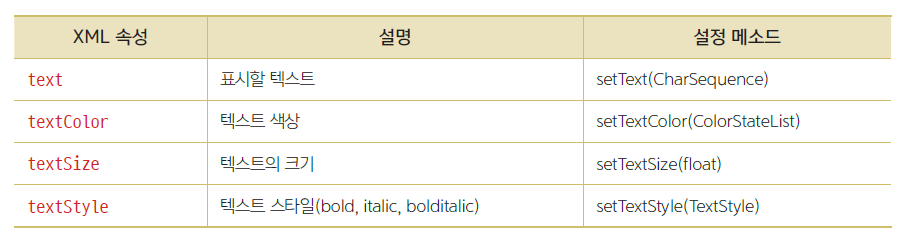 XML 속성 설명 설정 메소드
text 표시할 텍스트 setText(CharSequence)
textColor 텍스트 색상 setTextColor(ColorStateList)
textSize 텍스트의 크기 setTextSize(float)
textStyle 텍스트 스타일(bold, italic, bolditalic) setTextStyle(TextStyle)